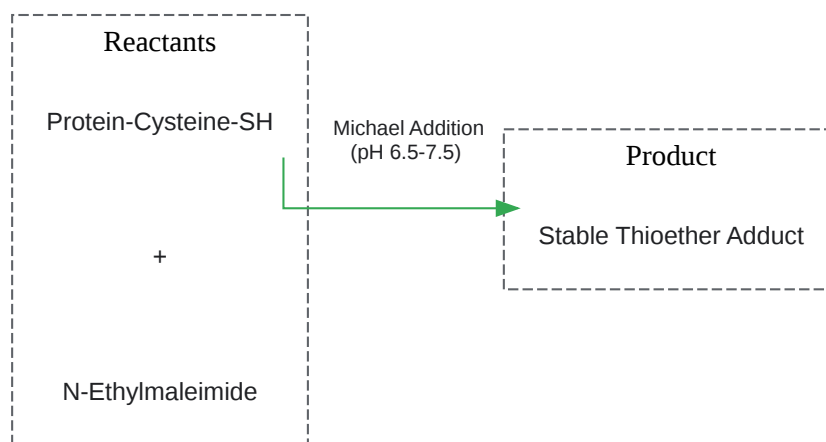 Reactants
Protein-Cysteine-SH
+
N-Ethylmaleimide
Michael Addition
(pH 6.5-7.5)
Product
Stable Thioether Adduct